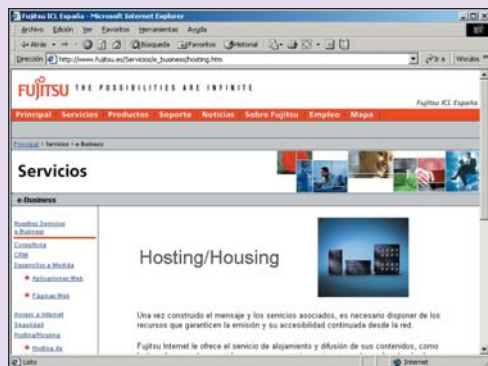 Fujitsu ICL España - Microsoft Internet Explorer
Archivo Edición Ver Favoritos Herramientas Ayuda
Atrás Búsqueda Favoritos Historial
Dirección http://www.fujitsu.es/Servicios/e_business/hosting.htm Ir a Vínculos
FUJITSU THE POSSIBILITIES ARE INFINITE
Fujitsu ICL España
Principal Servicios Productos Soporte Noticias Sobre Fujitsu Empleo Mapa
Principal > Servicios > e-Business
Servicios
e-Business
Nuestros Servicios
e-Business
Consultoría
CRM
Desarrollos a Medida
Aplicaciones Web
Páginas Web
Acceso a Internet
Seguridad
Hosting/Housing
Hosting de
Hosting/Housing
Una vez construido el mensaje y los servicios asociados, es necesario disponer de los
recursos que garanticen la emisión y su accesibilidad continuada desde la red.
Fujitsu Internet le ofrece el servicio de alojamiento y difusión de sus contenidos, como
Listo Internet